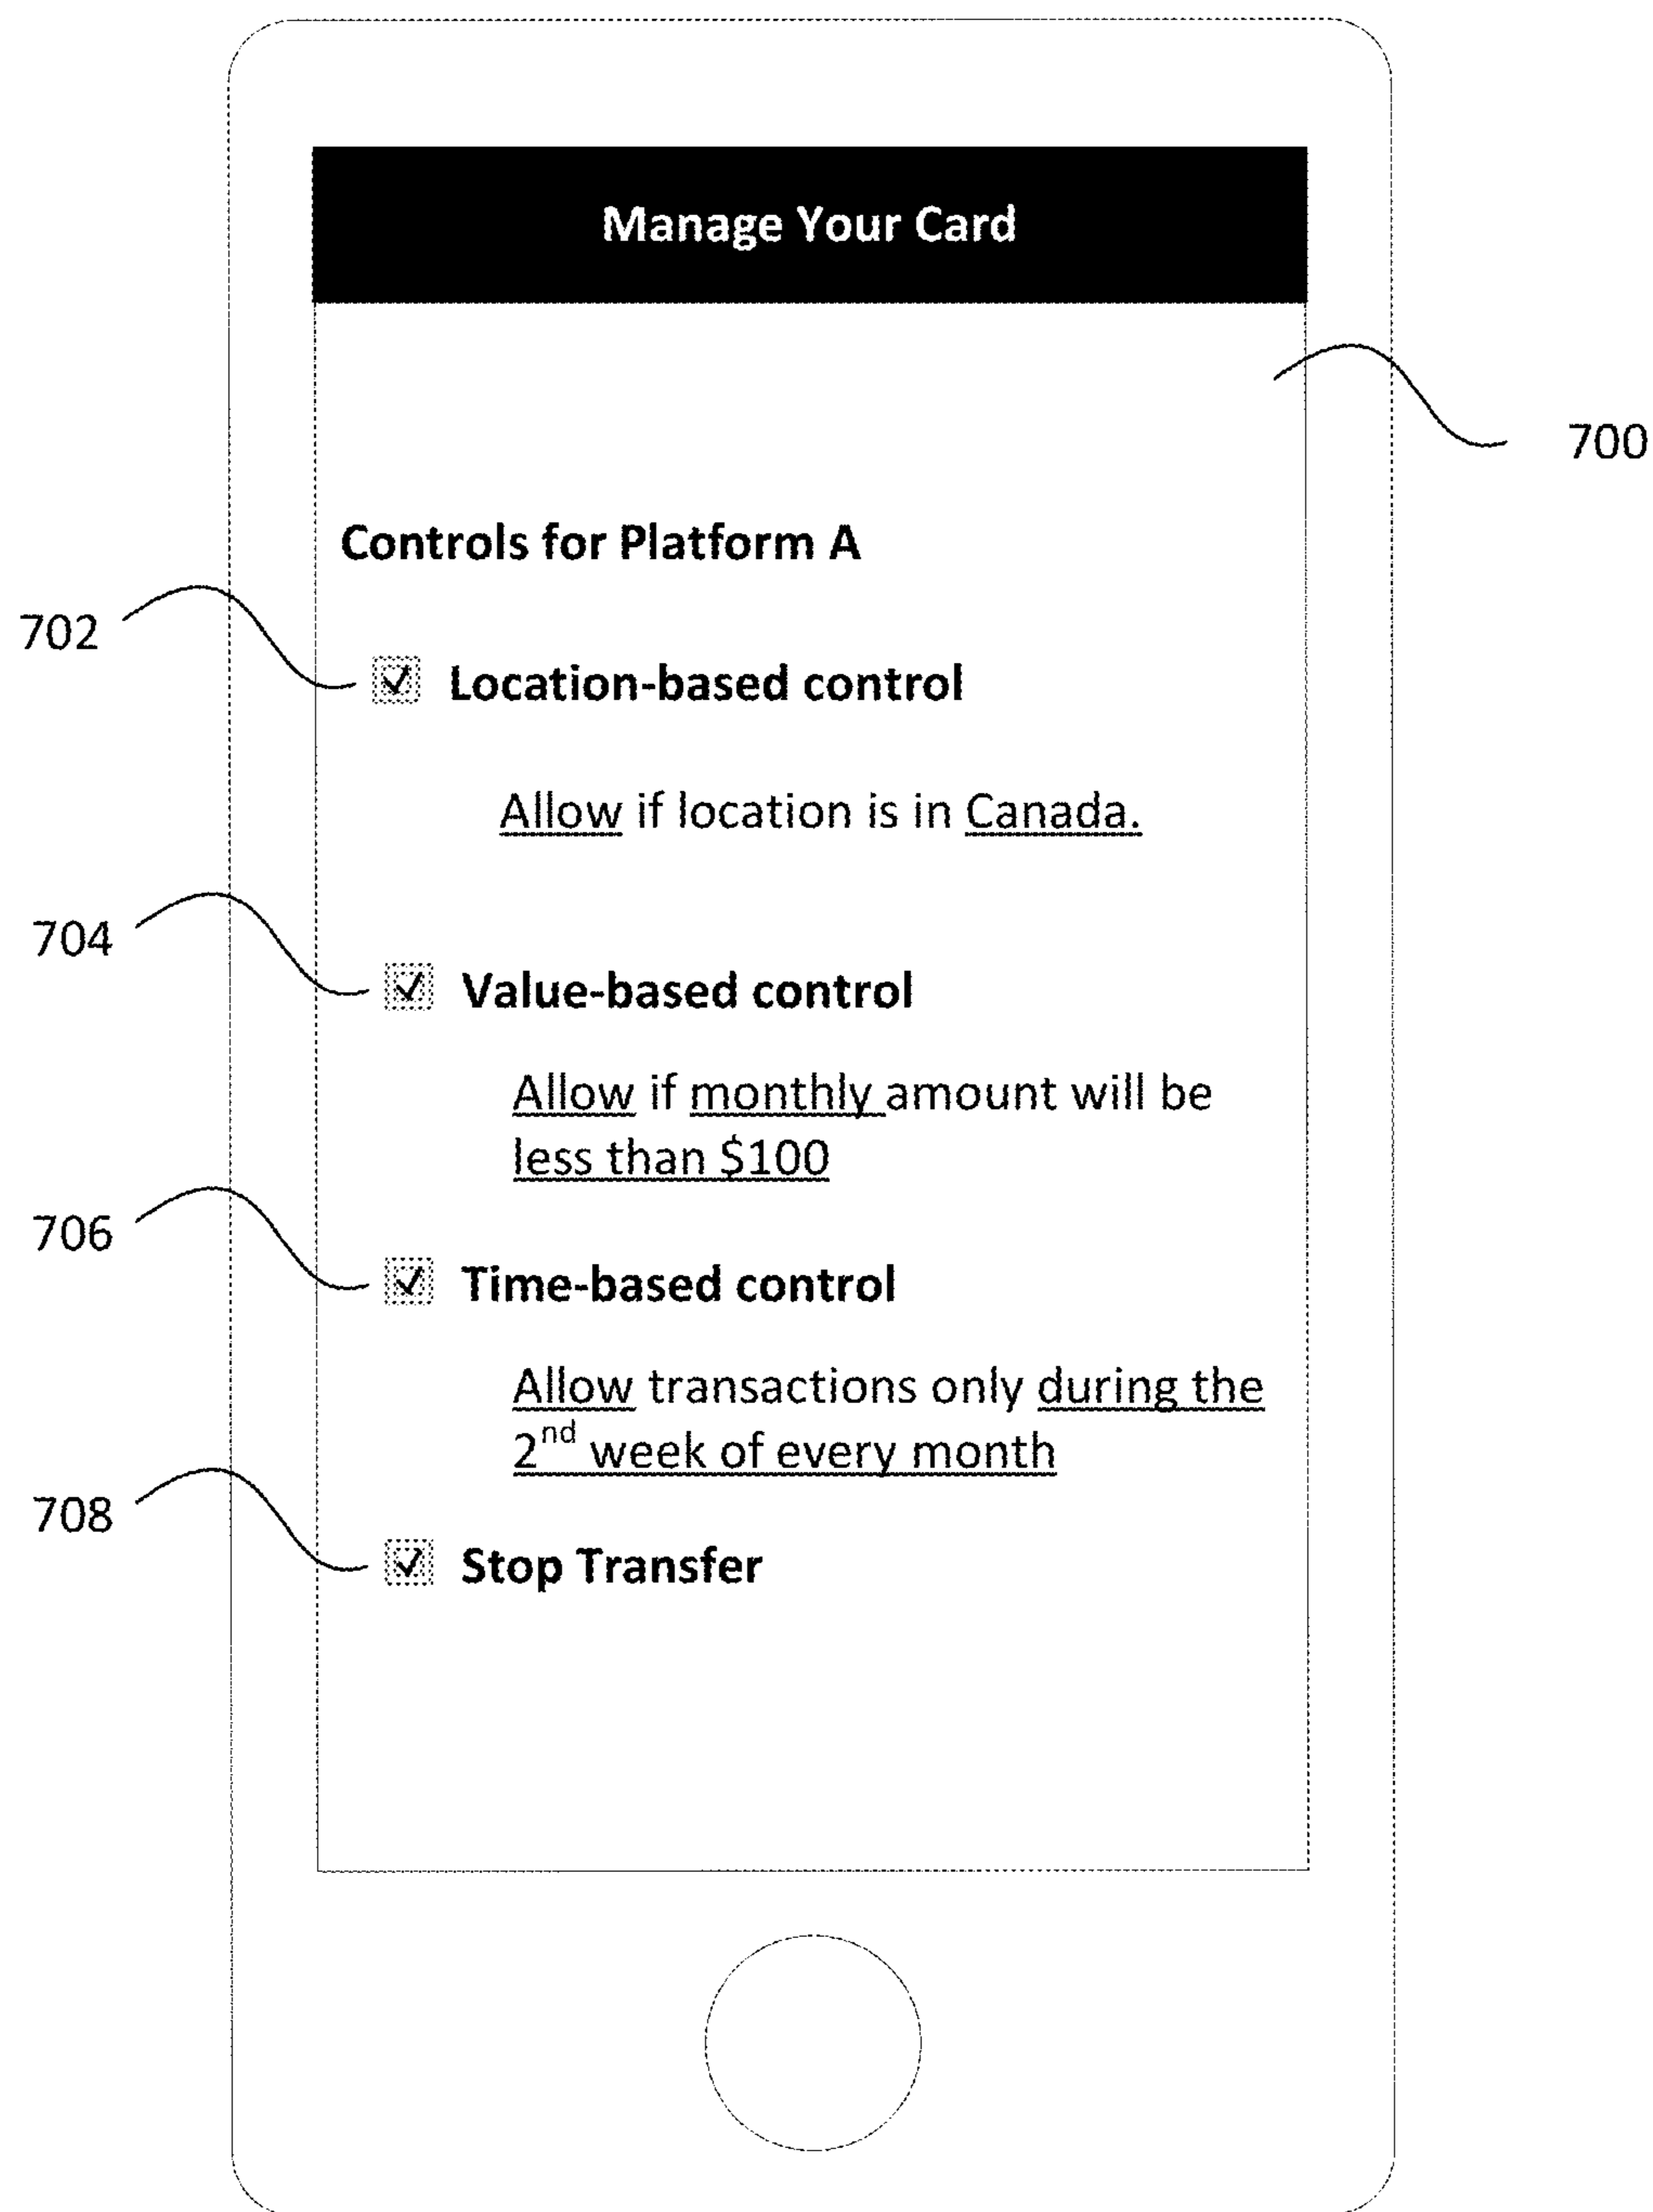 Manage Your Card
700
Controls for Platform A
702
Location-based control
Allow if location is in Canada.
704
Value-based control
Allow if monthly amount will be
less than $100
706
Time-based control
Allow transactions only during the
2nd week of every month
708
Stop Transfer